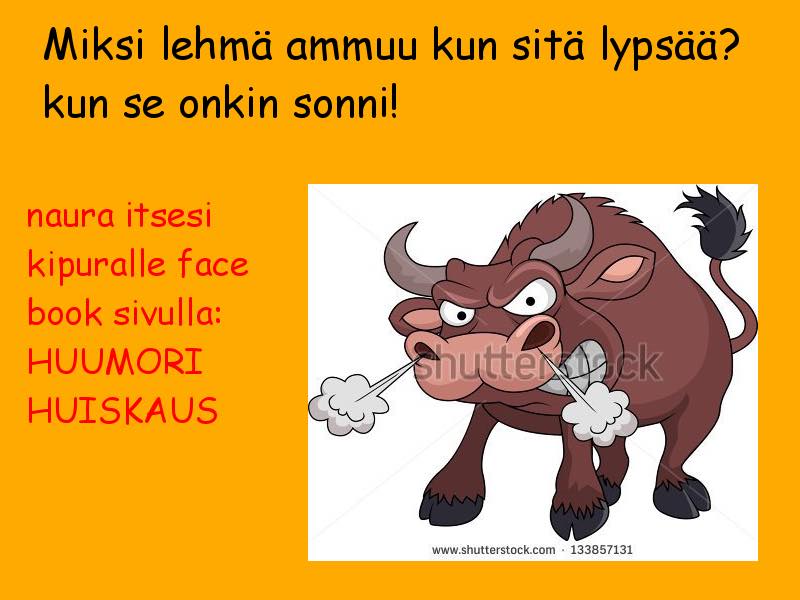 Miksi lehmä ammuu kun sitä lypsää?
kun se onkin sonni!
naura itsesi
kipuralle face
book sivulla:
HUUMORI
HUISKAUS
shutterstock
www.shutterstock.com · 133857131